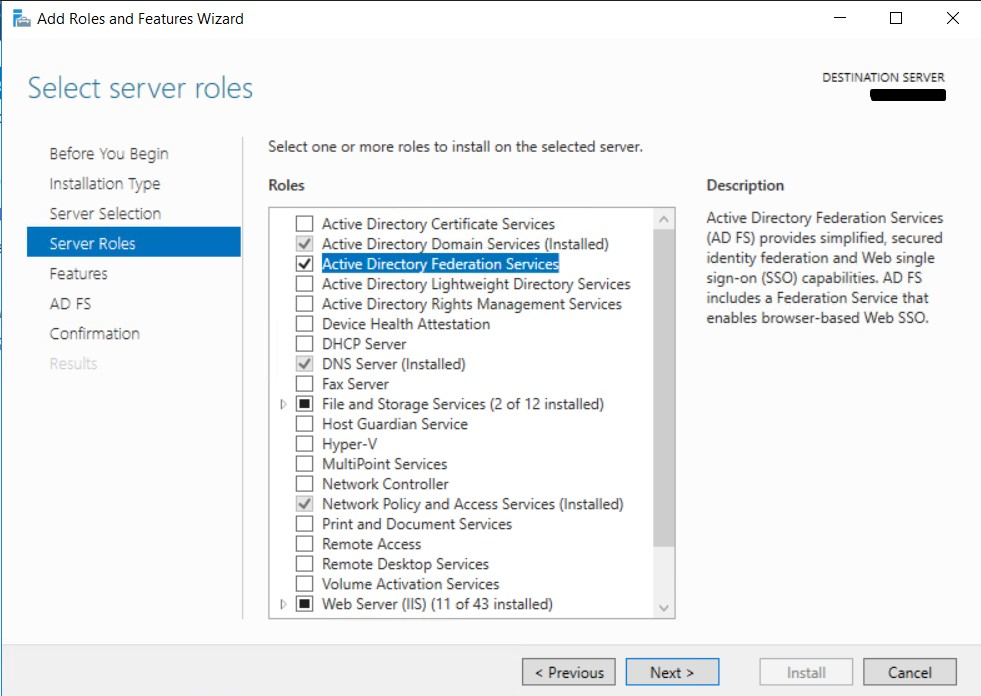 Add Roles and Features Wizard
Select server roles
DESTINATION SERVER
Before You Begin
Installation Type
Server Selection
Server Roles
Features
AD FS
Confirmation
Results
Select one or more roles to install on the selected server.
Roles
Active Directory Certificate Services
Active Directory Domain Services (Installed)
Active Directory Federation Services
Active Directory Lightweight Directory Services
Active Directory Rights Management Services
Device Health Attestation
DHCP Server
DNS Server (Installed)
Fax Server
File and Storage Services (2 of 12 installed)
Host Guardian Service
Hyper-V
MultiPoint Services
Network Controller
Network Policy and Access Services (Installed)
Print and Document Services
Remote Access
Remote Desktop Services
Volume Activation Services
Web Server (IIS) (11 of 43 installed)
Description
Active Directory Federation Services
(AD FS) provides simplified, secured
identity federation and Web single
sign-on (SSO) capabilities. AD FS
includes a Federation Service that
enables browser-based Web SSO.
< Previous
Next >
Install
Cancel